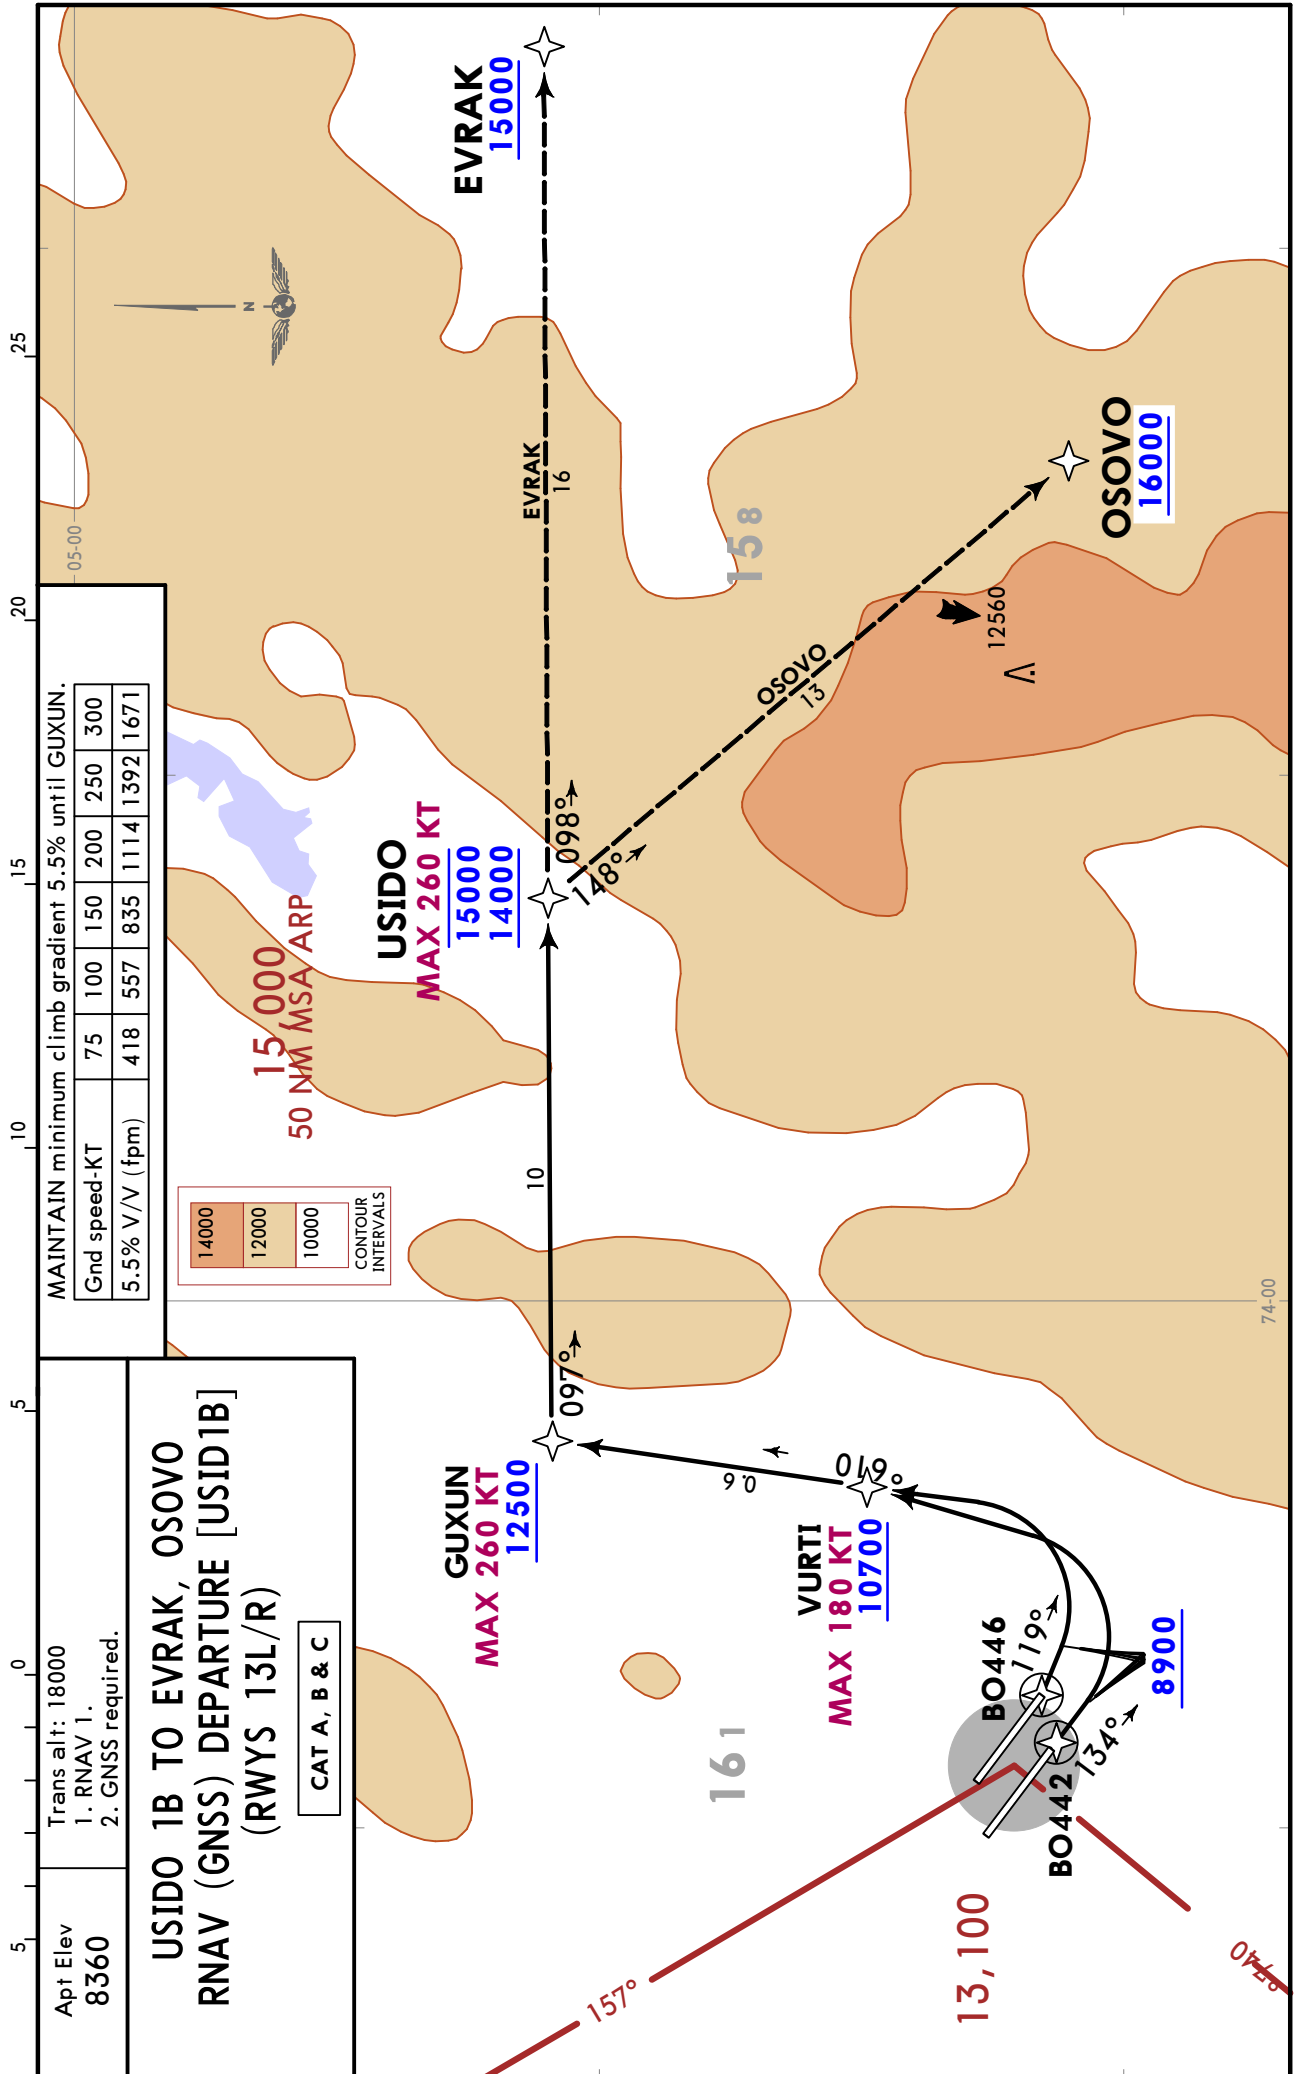 Apt Elev
8360
Trans alt: 18000
1. RNAV 1.
2. GNSS required.
USIDO 1B TO EVRAK, OSOVO
RNAV (GNSS) DEPARTURE [USID1B]
(RWYS 13L/R)
CAT A, B & C
MAINTAIN minimum climb gradient 5.5% until GUXUN.
Gnd speed-KT 75 100 150 200 250 300
5.5% V/V (fpm) 418 557 835 1114 1392 1671
5 0 5 10 15 20 25
05-00
N
14000
12000
10000
CONTOUR
INTERVALS
15,000
50 NM MSA ARP
USIDO
MAX 260 KT
15000
14000
EVRAK
15000
EVRAK
16
098°
148°
GUXUN
MAX 260 KT
12500
097°
10
6.0
019°
VURTI
MAX 180 KT
10700
161
158
OSOVO
13
12560
OSOVO
16000
BO446
119°
BO442
134°
8900
157°
13,100
047°
74-00